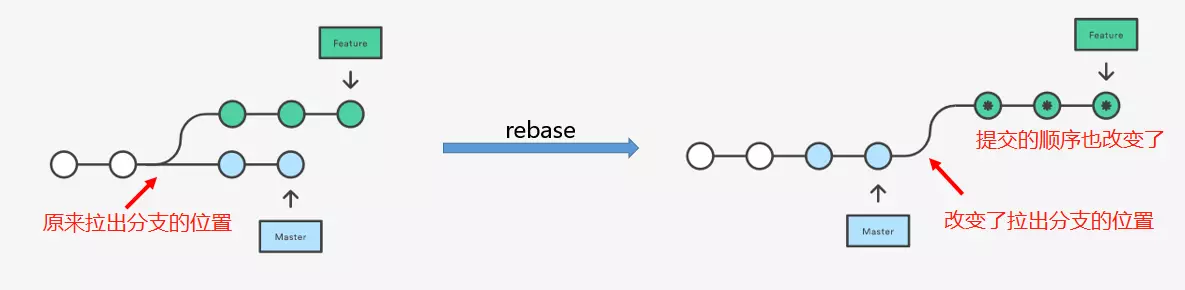 Feature
Feature
rebase
提交的顺序也改变了
原来拉出分支的位置
改变了拉出分支的位置
Master
Master